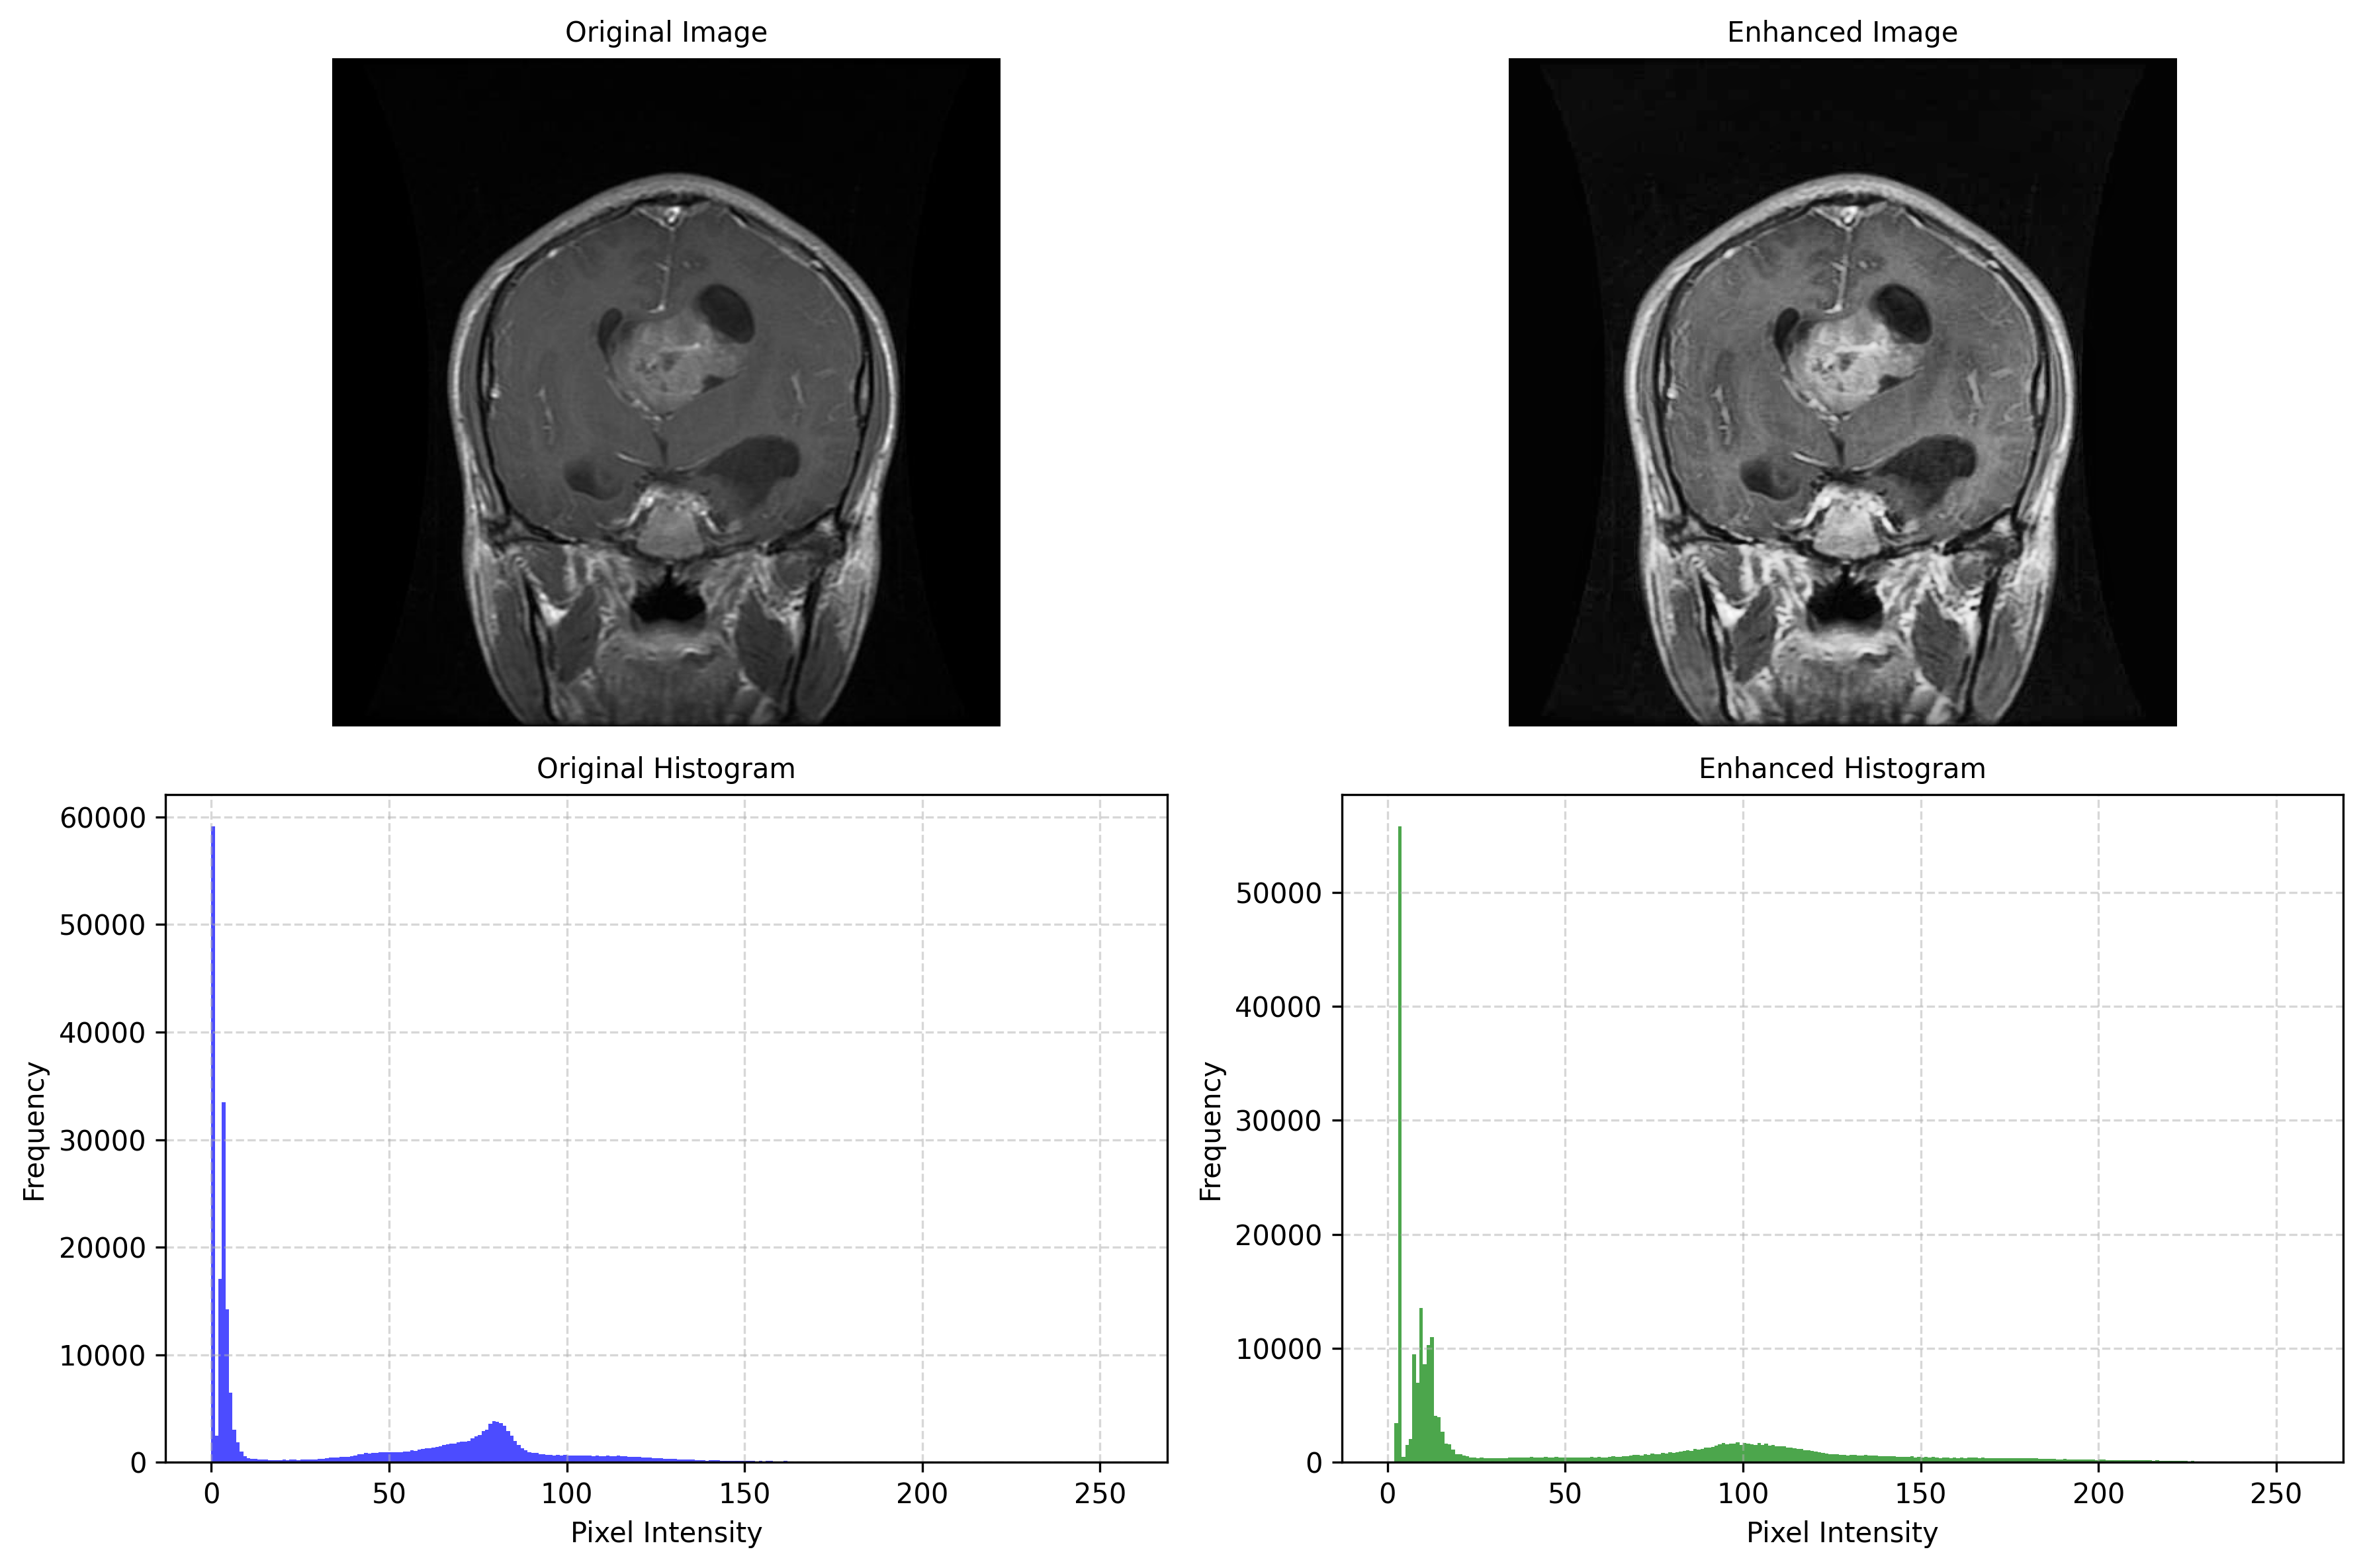 Original Image
Enhanced Image
Original Histogram
Enhanced Histogram
60000
50000
40000
30000
20000
10000
0
Frequency
0 50 100 150 200 250
Pixel Intensity
50000
40000
30000
20000
10000
0
Frequency
0 50 100 150 200 250
Pixel Intensity